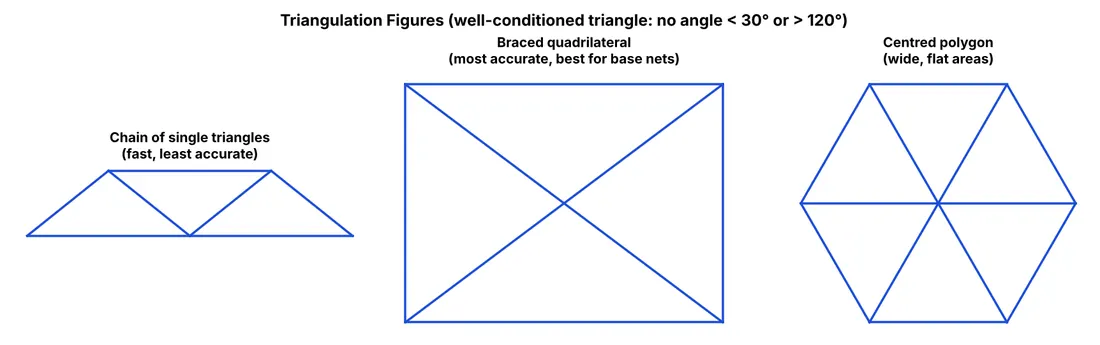 Triangulation Figures (well-conditioned triangle: no angle < 30° or > 120°)
Chain of single triangles
(fast, least accurate)
Braced quadrilateral
(most accurate, best for base nets)
Centred polygon
(wide, flat areas)